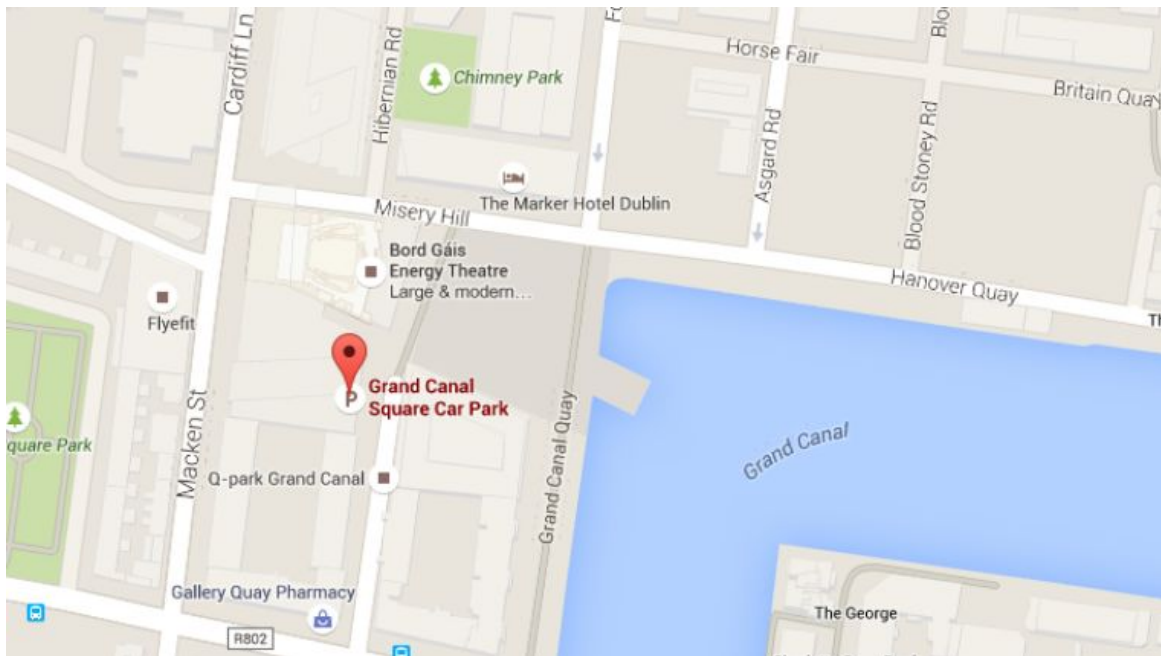 Cardiff Ln
Hibernian Rd
Chimney Park
Horse Fair
Britain Quay
Asgard Rd
Blood Stoney Rd
Misery Hill
The Marker Hotel Dublin
Bord Gáis
Energy Theatre
Large & modern...
Hanover Quay
Flyefit
Grand Canal
Square Car Park
P
Macken St
quare Park
Q-park Grand Canal
Grand Canal Quay
Grand Canal
Gallery Quay Pharmacy
R802
The George